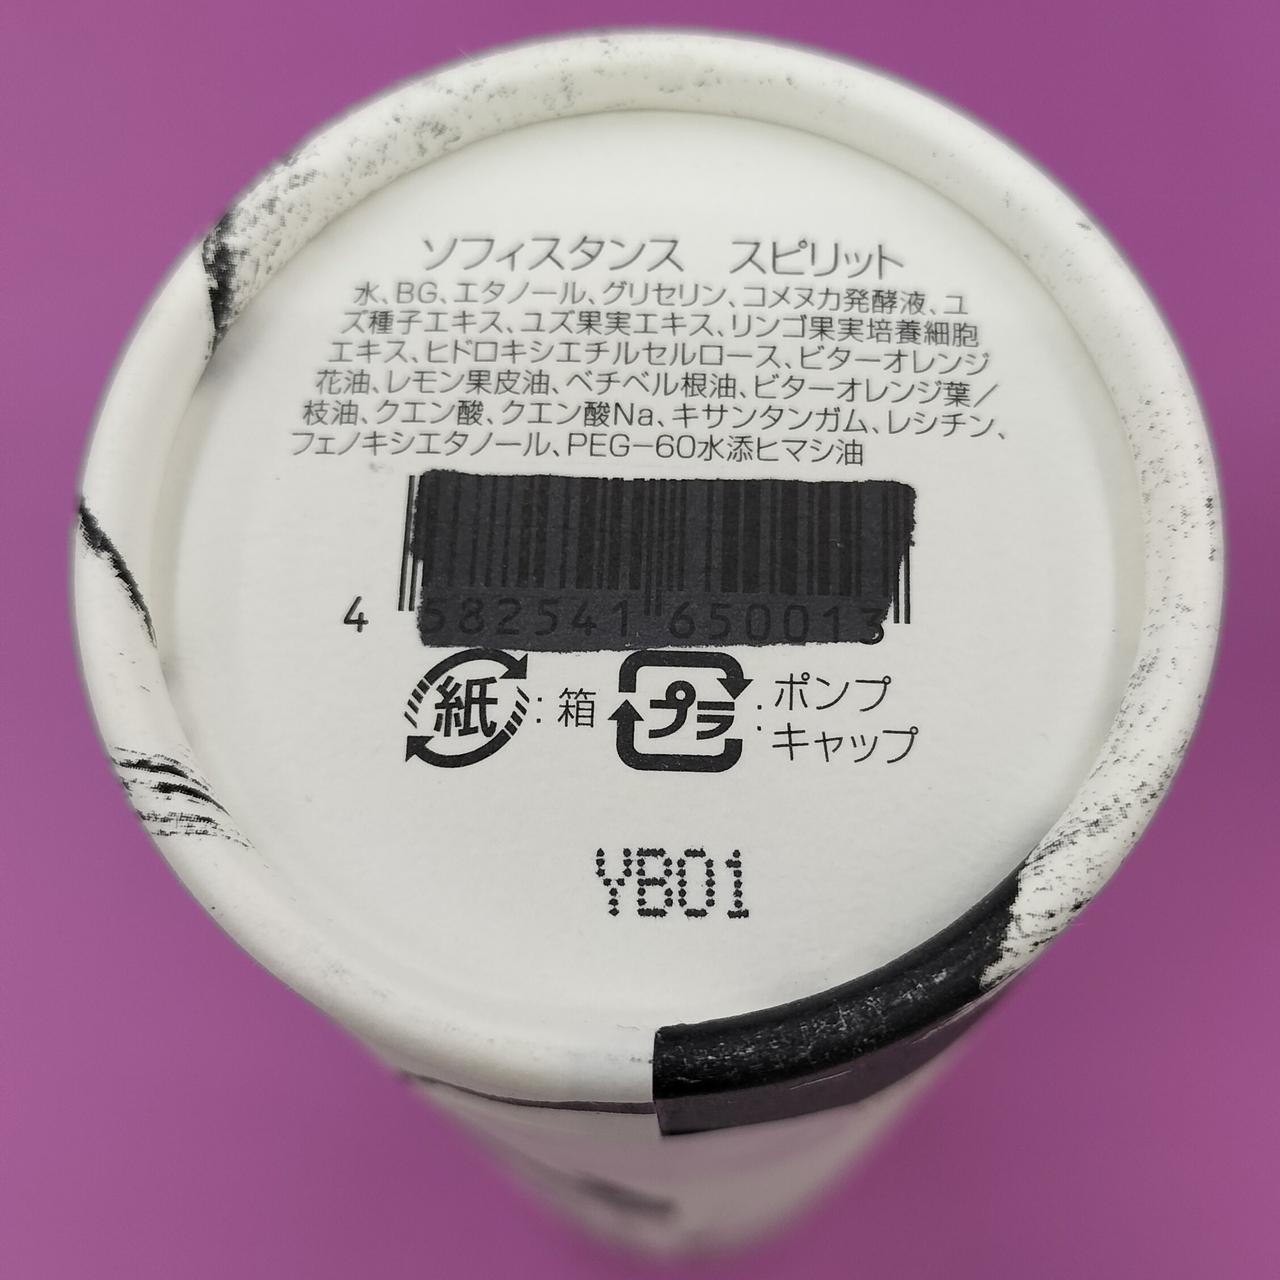 ソフィスタンス スピリット
水、BG、エタノール、グリセリン、コメヌカ発酵液、ユ
ズ種子エキス、ユズ果実エキス、リンゴ果実培養細胞
エキス、ヒドロキシエチルセルロース、ビターオレンジ
花油、レモン果皮油、ベチベル根油、ビターオレンジ葉/
枝油、クエン酸、クエン酸Na、キサンタンガム、レシチン、
フェノキシエタノール、PEG-60水添ヒマシ油
4 582541 650013
紙 : 箱 プラ : ポンプ
キャップ
YB01